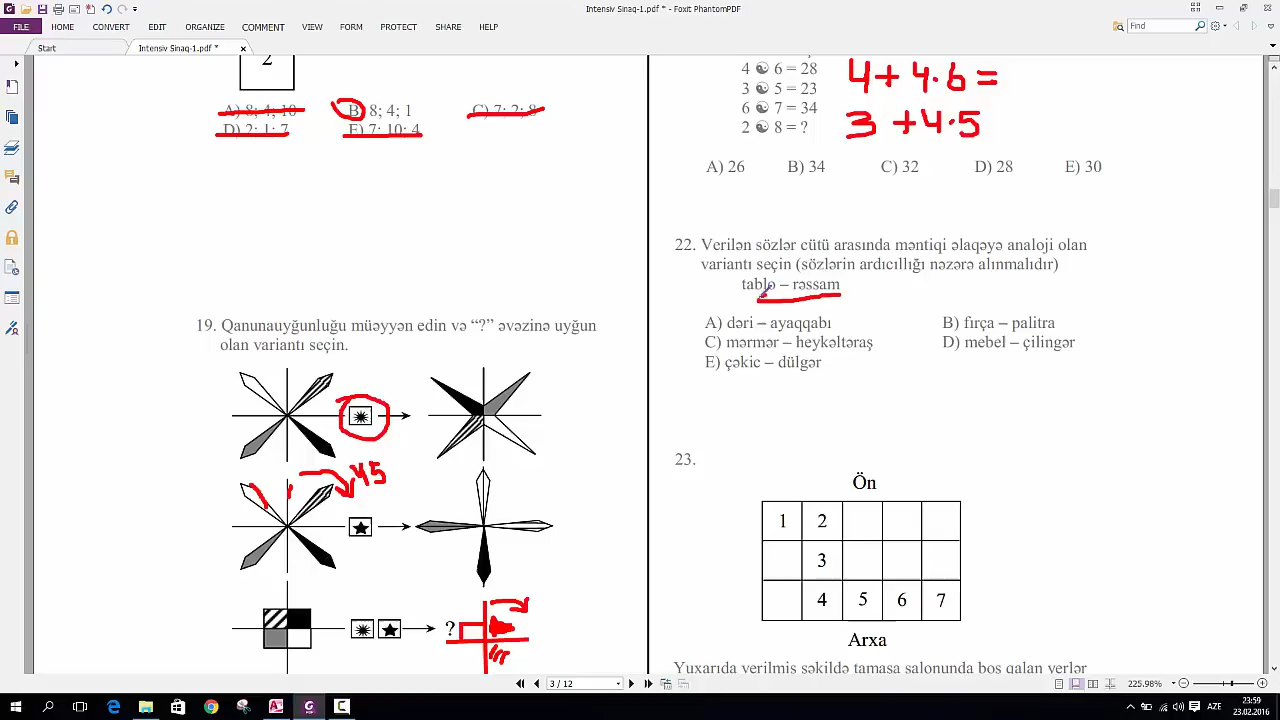 Intensiv Sinaq-1.pdf * - Foxit PhantomPDF
FILE HOME CONVERT EDIT ORGANIZE COMMENT VIEW FORM PROTECT SHARE HELP
Find
Start
Intensiv Sinaq-1.pdf *
2
A) 8; 4; 10 B) 8; 4; 1 C) 7; 2; 8
D) 2; 1; 7 E) 7; 10; 4
19. Qanunauyğunluğu müəyyən edin və “?” əvəzinə uyğun
olan variantı seçin.
45
?
4 ☯ 6 = 28
3 ☯ 5 = 23
6 ☯ 7 = 34
2 ☯ 8 = ?
4 + 4·6 =
3 + 4·5
A) 26 B) 34 C) 32 D) 28 E) 30
22. Verilən sözlər cütü arasında məntiqi əlaqəyə analoji olan
variantı seçin (sözlərin ardıcıllığı nəzərə alınmalıdır)
tablo – rəssam
A) dəri – ayaqqabı B) fırça – palitra
C) mərmər – heykəltəraş D) mebel – çilingər
E) çəkic – dülgər
23.
Ön
1 2
3
4 5 6 7
Arxa
Yuxarıda verilmiş şəkildə tamaşa salonunda boş qalan yerlər
3 / 12
225.98%
AZE
23:59
23.02.2016